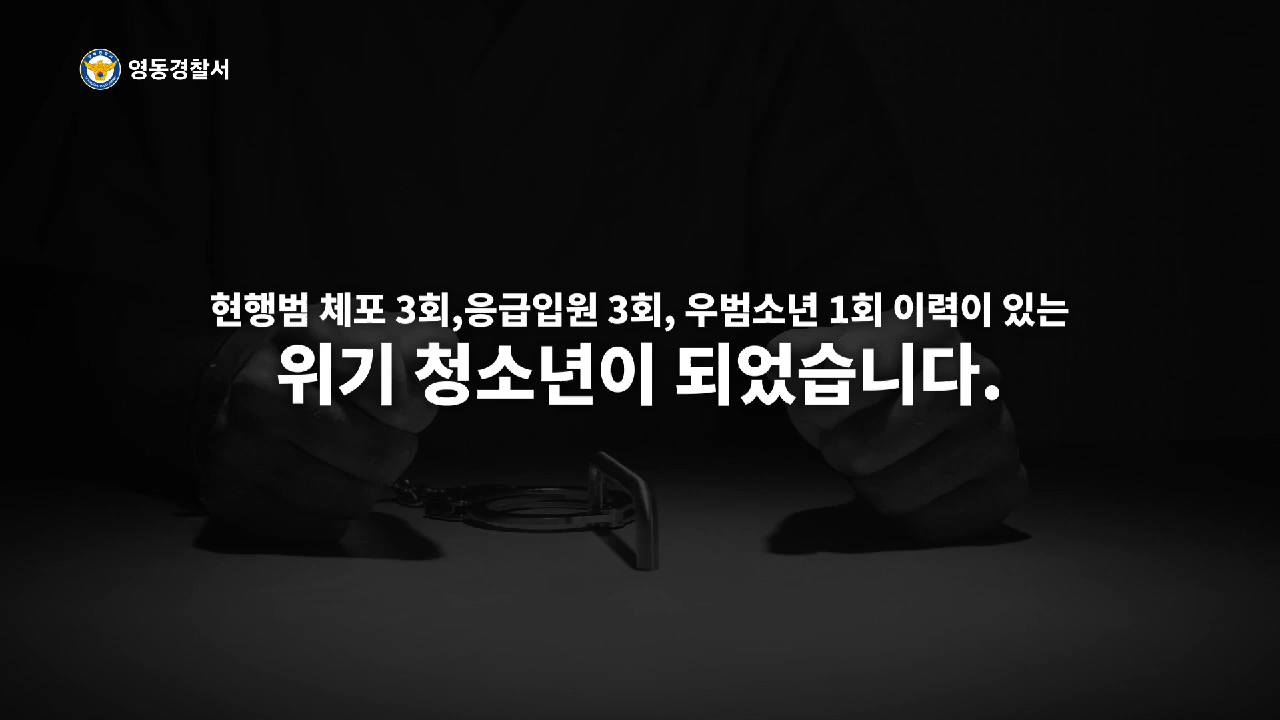 영동경찰서
현행범 체포 3회,응급입원 3회, 우범소년 1회 이력이 있는
위기 청소년이 되었습니다.